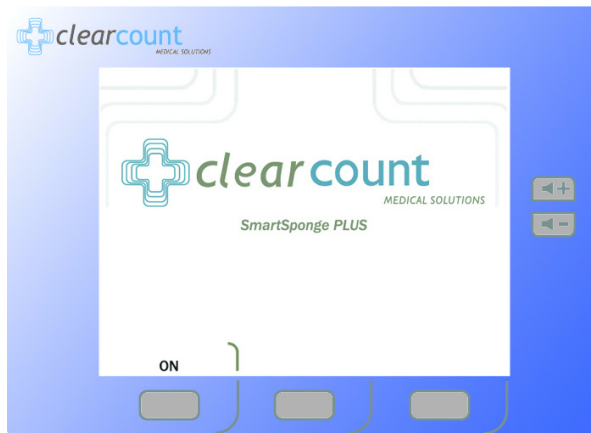 clearcount
MEDICAL SOLUTIONS
clearcount
MEDICAL SOLUTIONS
SmartSponge PLUS
ON